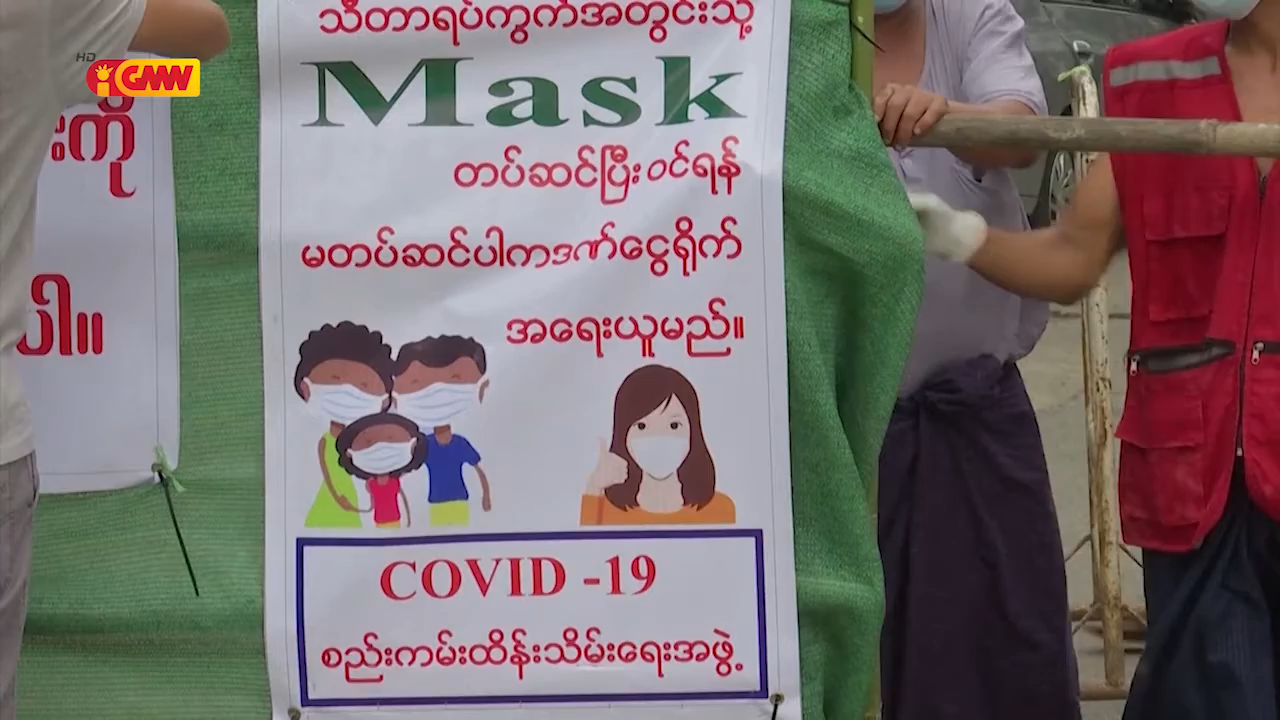 HD
GMW
သီတာရပ်ကွက်အတွင်းသို့
Mask
တပ်ဆင်ပြီးဝင်ရန်
မတပ်ဆင်ပါကဒဏ်ငွေရိုက်
အရေးယူမည်။
COVID -19
စည်းကမ်းထိန်းသိမ်းရေးအဖွဲ့